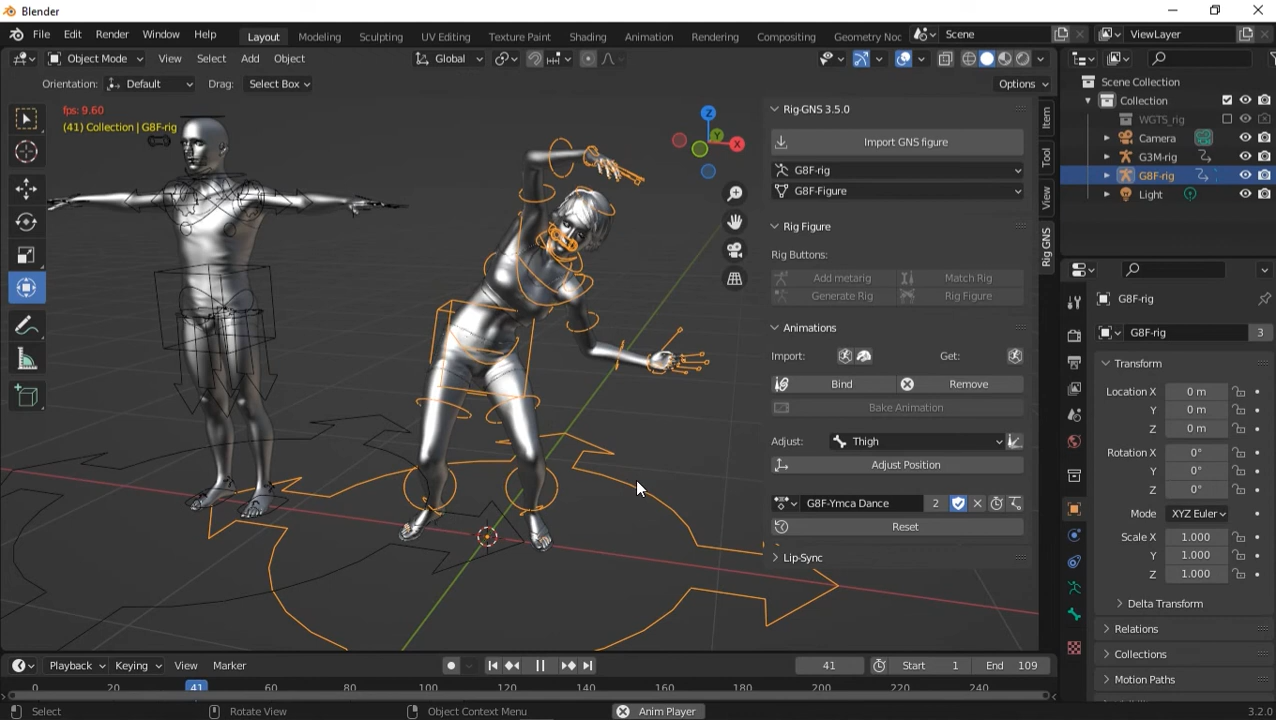 Blender
File Edit Render Window Help Layout Modeling Sculpting UV Editing Texture Paint Shading Animation Rendering Compositing Geometry Noc Scene ViewLayer
Object Mode View Select Add Object Global
Orientation: Default Drag: Select Box Options
fps: 9.60
(41) Collection | G8F-rig
Z
Y
X
Rig-GNS 3.5.0
Import GNS figure
G8F-rig
G8F-Figure
Rig Figure
Rig Buttons:
Add metarig Match Rig
Generate Rig Rig Figure
Animations
Import: Get:
Bind Remove
Bake Animation
Adjust: Thigh
Adjust Position
G8F-Ymca Dance 2
Reset
Lip-Sync
Item
Tool
View
Rig GNS
Scene Collection
Collection
WGTS_rig
Camera
G3M-rig
G8F-rig
Light
G8F-rig
G8F-rig 3
Transform
Location X 0 m
Y 0 m
Z 0 m
Rotation X 0°
Y 0°
Z 0°
Mode XYZ Euler
Scale X 1.000
Y 1.000
Z 1.000
Delta Transform
Relations
Collections
Motion Paths
Playback Keying View Marker 41 Start 1 End 109
0 20 41 60 80 100 120 140 160 180 200 220 240
Select Rotate View Object Context Menu Anim Player 3.2.0